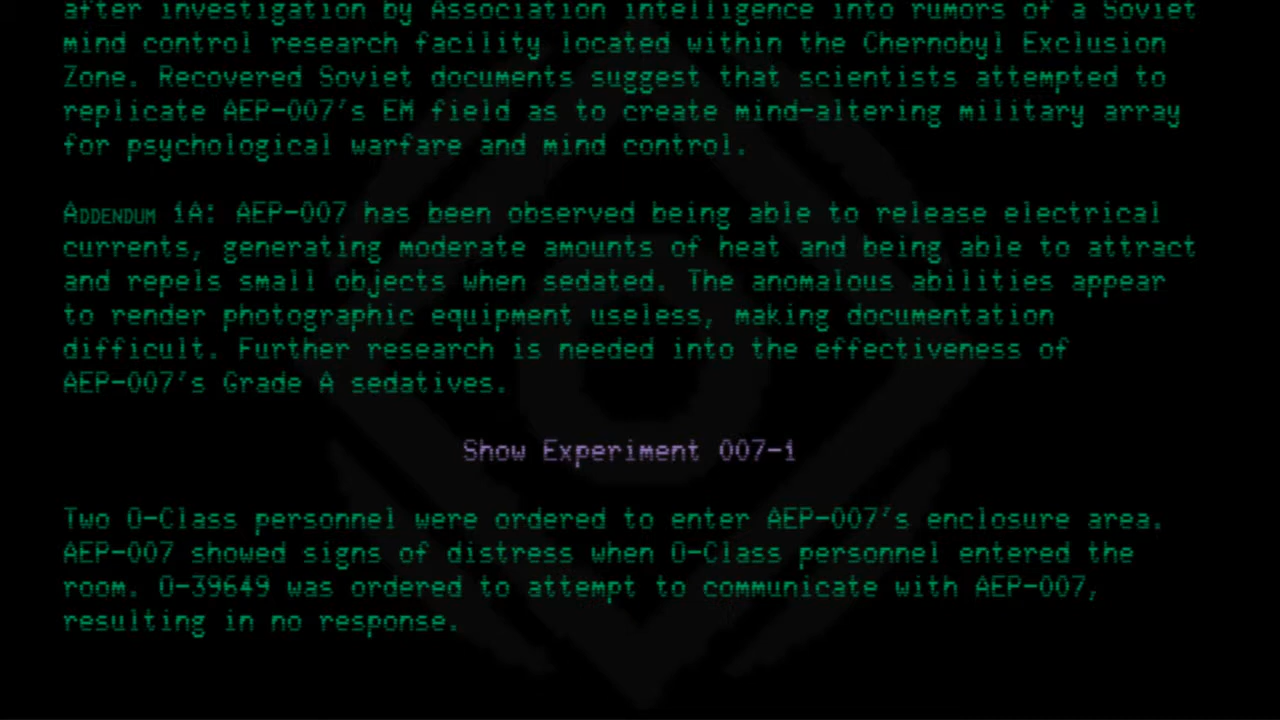 after investigation by Association intelligence into rumors of a Soviet
mind control research facility located within the Chernobyl Exclusion
Zone. Recovered Soviet documents suggest that scientists attempted to
replicate AEP-007's EM field as to create mind-altering military array
for psychological warfare and mind control.
Addendum 1A: AEP-007 has been observed being able to release electrical
currents, generating moderate amounts of heat and being able to attract
and repels small objects when sedated. The anomalous abilities appear
to render photographic equipment useless, making documentation
difficult. Further research is needed into the effectiveness of
AEP-007's Grade A sedatives.
Show Experiment 007-1
Two O-Class personnel were ordered to enter AEP-007's enclosure area.
AEP-007 showed signs of distress when O-Class personnel entered the
room. O-39649 was ordered to attempt to communicate with AEP-007,
resulting in no response.